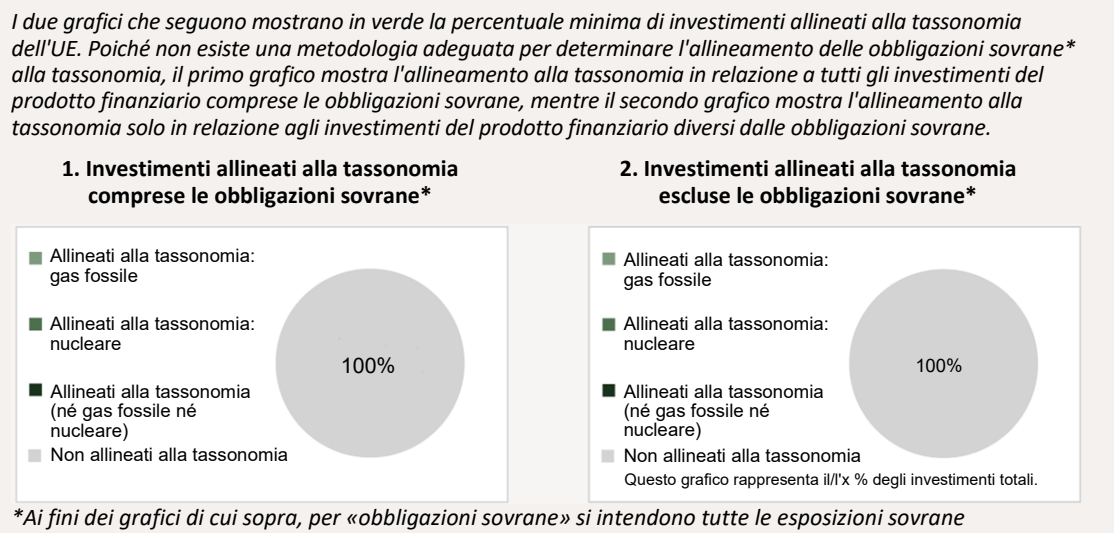 I due grafici che seguono mostrano in verde la percentuale minima di investimenti allineati alla tassonomia
dell'UE. Poiché non esiste una metodologia adeguata per determinare l'allineamento delle obbligazioni sovrane*
alla tassonomia, il primo grafico mostra l'allineamento alla tassonomia in relazione a tutti gli investimenti del
prodotto finanziario comprese le obbligazioni sovrane, mentre il secondo grafico mostra l'allineamento alla
tassonomia solo in relazione agli investimenti del prodotto finanziario diversi dalle obbligazioni sovrane.
1. Investimenti allineati alla tassonomia
comprese le obbligazioni sovrane*
Allineati alla tassonomia:
gas fossile
Allineati alla tassonomia:
nucleare
Allineati alla tassonomia
(né gas fossile né
nucleare)
Non allineati alla tassonomia
100%
2. Investimenti allineati alla tassonomia
escluse le obbligazioni sovrane*
Allineati alla tassonomia:
gas fossile
Allineati alla tassonomia:
nucleare
Allineati alla tassonomia
(né gas fossile né
nucleare)
Non allineati alla tassonomia
100%
Questo grafico rappresenta il/l'x % degli investimenti totali.
*Ai fini dei grafici di cui sopra, per «obbligazioni sovrane» si intendono tutte le esposizioni sovrane